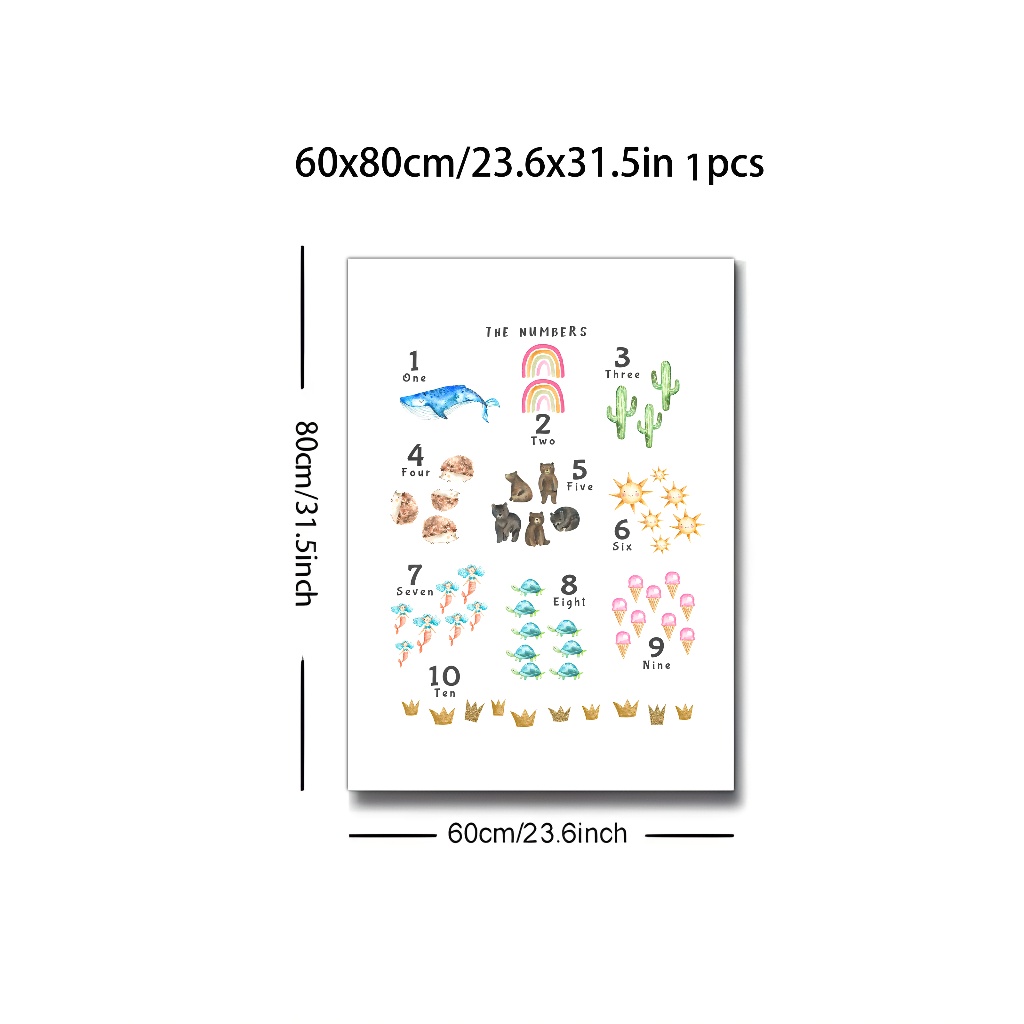 60x80cm/23.6x31.5in 1pcs
80cm/31.5inch
THE NUMBERS
1
One
2
Two
3
Three
4
Four
5
Five
6
Six
7
Seven
8
Eight
9
Nine
10
Ten
60cm/23.6inch